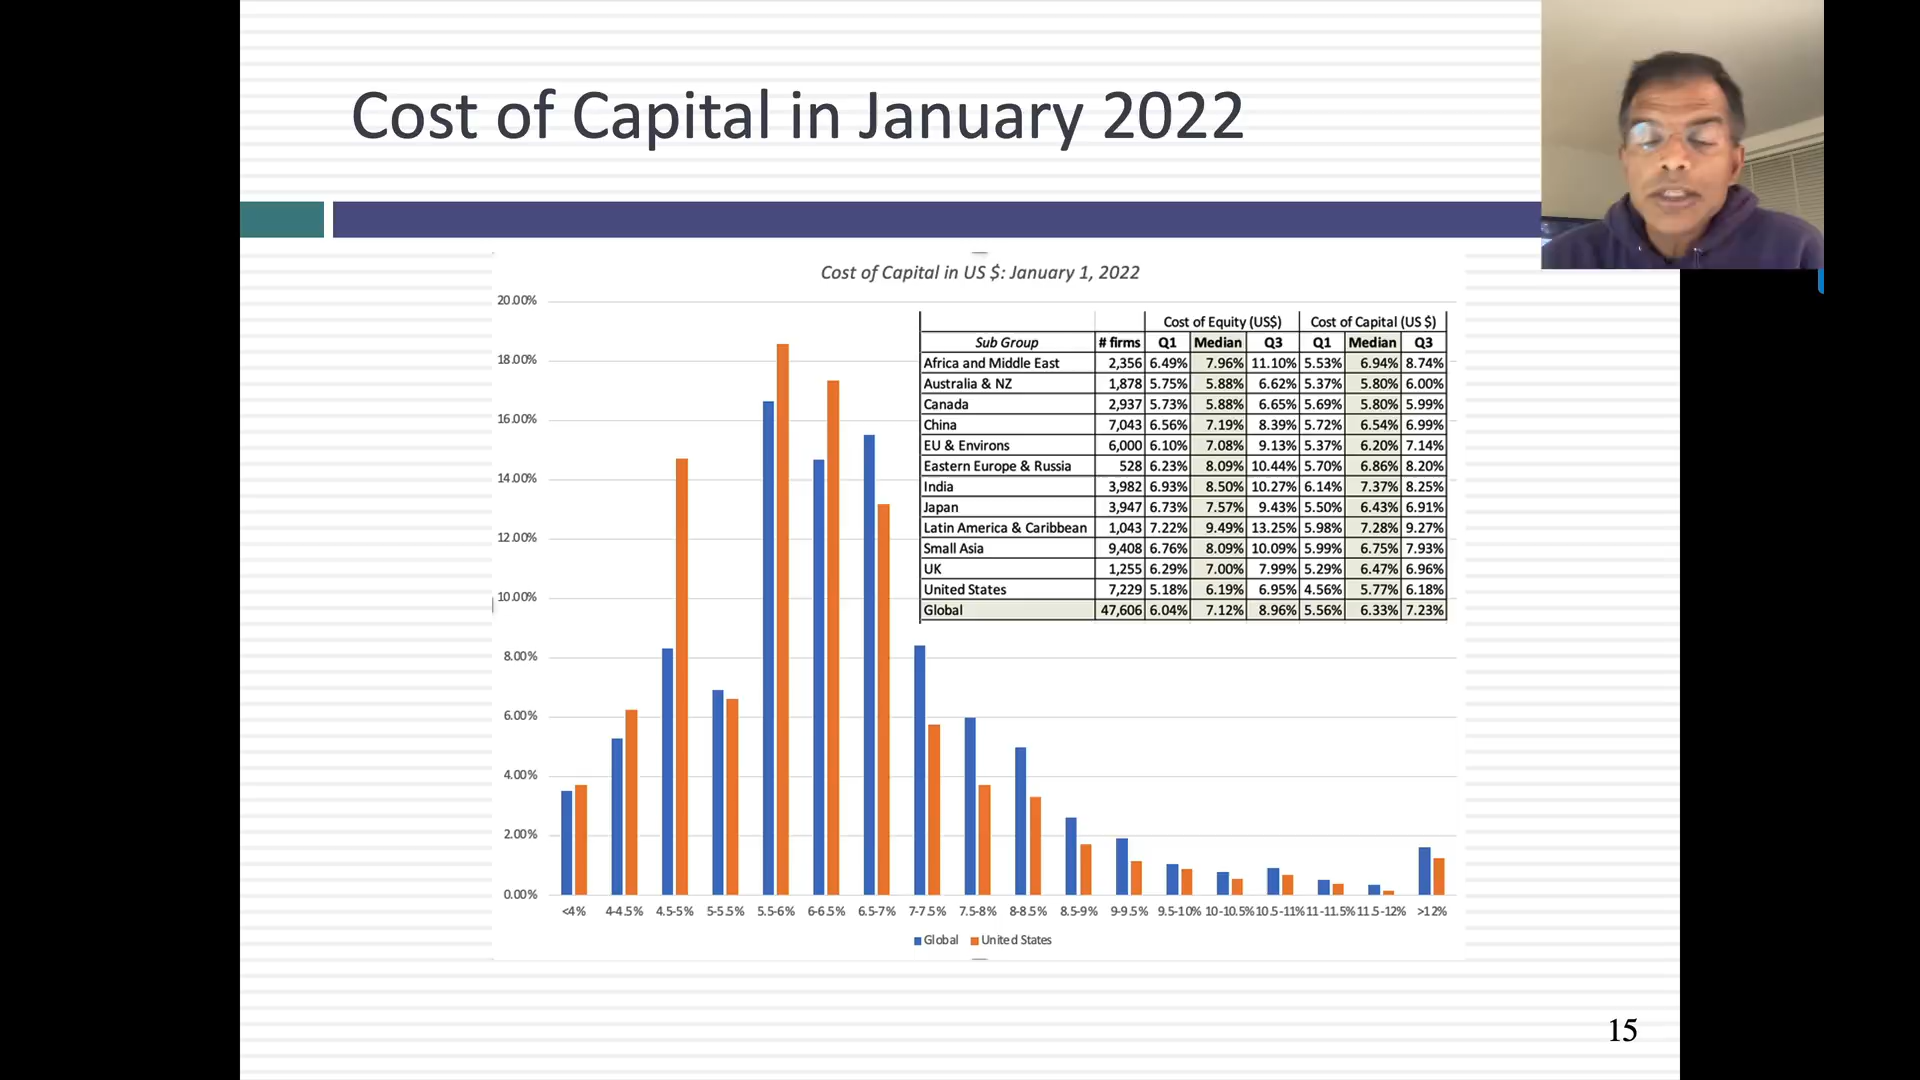 Cost of Capital in January 2022
Cost of Capital in US $: January 1, 2022
20.00%
18.00%
16.00%
14.00%
12.00%
10.00%
8.00%
6.00%
4.00%
2.00%
0.00%
Cost of Equity (US$) Cost of Capital (US $)
Sub Group # firms Q1 Median Q3 Q1 Median Q3
Africa and Middle East 2,356 6.49% 7.96% 11.10% 5.53% 6.94% 8.74%
Australia & NZ 1,878 5.75% 5.88% 6.62% 5.37% 5.80% 6.00%
Canada 2,937 5.73% 5.88% 6.65% 5.69% 5.80% 5.99%
China 7,043 6.56% 7.19% 8.39% 5.72% 6.54% 6.99%
EU & Environs 6,000 6.10% 7.08% 9.13% 5.37% 6.20% 7.14%
Eastern Europe & Russia 528 6.23% 8.09% 10.44% 5.70% 6.86% 8.20%
India 3,982 6.93% 8.50% 10.27% 6.14% 7.37% 8.25%
Japan 3,947 6.73% 7.57% 9.43% 5.50% 6.43% 6.91%
Latin America & Caribbean 1,043 7.22% 9.49% 13.25% 5.98% 7.28% 9.27%
Small Asia 9,408 6.76% 8.09% 10.09% 5.99% 6.75% 7.93%
UK 1,255 6.29% 7.00% 7.99% 5.29% 6.47% 6.96%
United States 7,229 5.18% 6.19% 6.95% 4.56% 5.77% 6.18%
Global 47,606 6.04% 7.12% 8.96% 5.56% 6.33% 7.23%
<4% 4-4.5% 4.5-5% 5-5.5% 5.5-6% 6-6.5% 6.5-7% 7-7.5% 7.5-8% 8-8.5% 8.5-9% 9-9.5% 9.5-10% 10-10.5% 10.5-11% 11-11.5% 11.5-12% >12%
Global United States
15